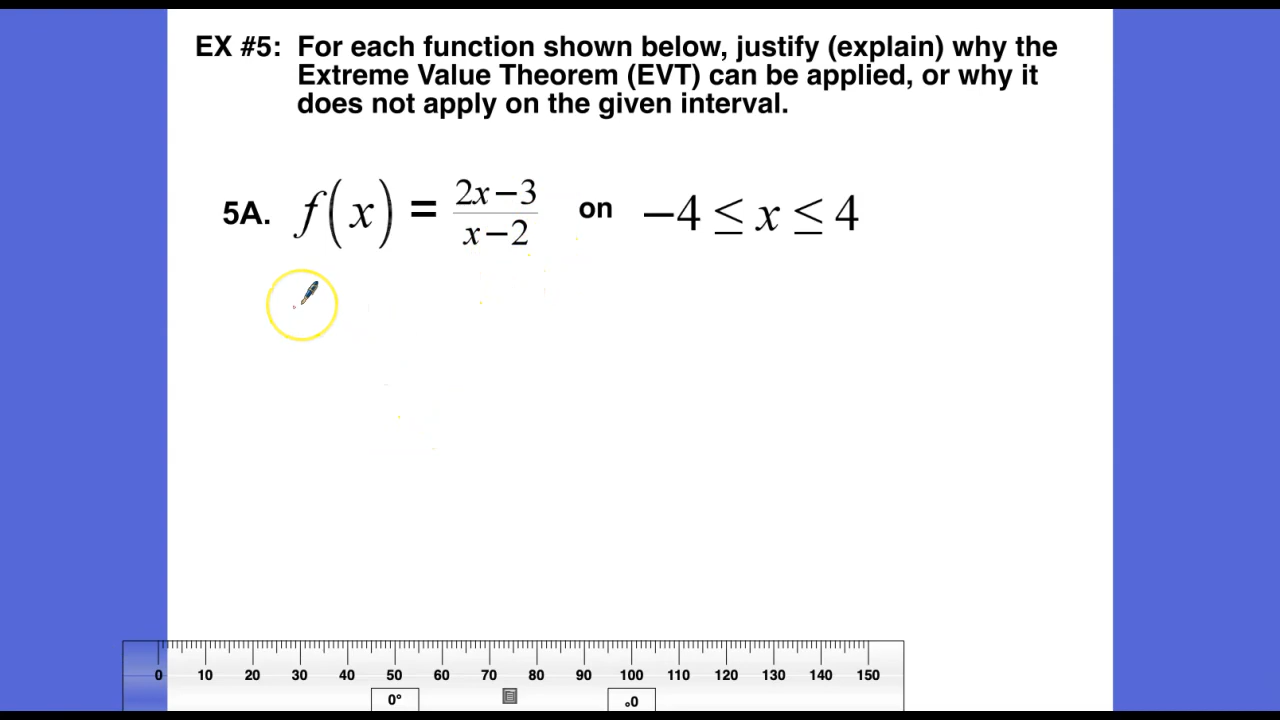 EX #5: For each function shown below, justify (explain) why the
Extreme Value Theorem (EVT) can be applied, or why it
does not apply on the given interval.
5A. f(x) = (2x−3)/(x−2) on −4 ≤ x ≤ 4
0 10 20 30 40 50 60 70 80 90 100 110 120 130 140 150
0° 0°